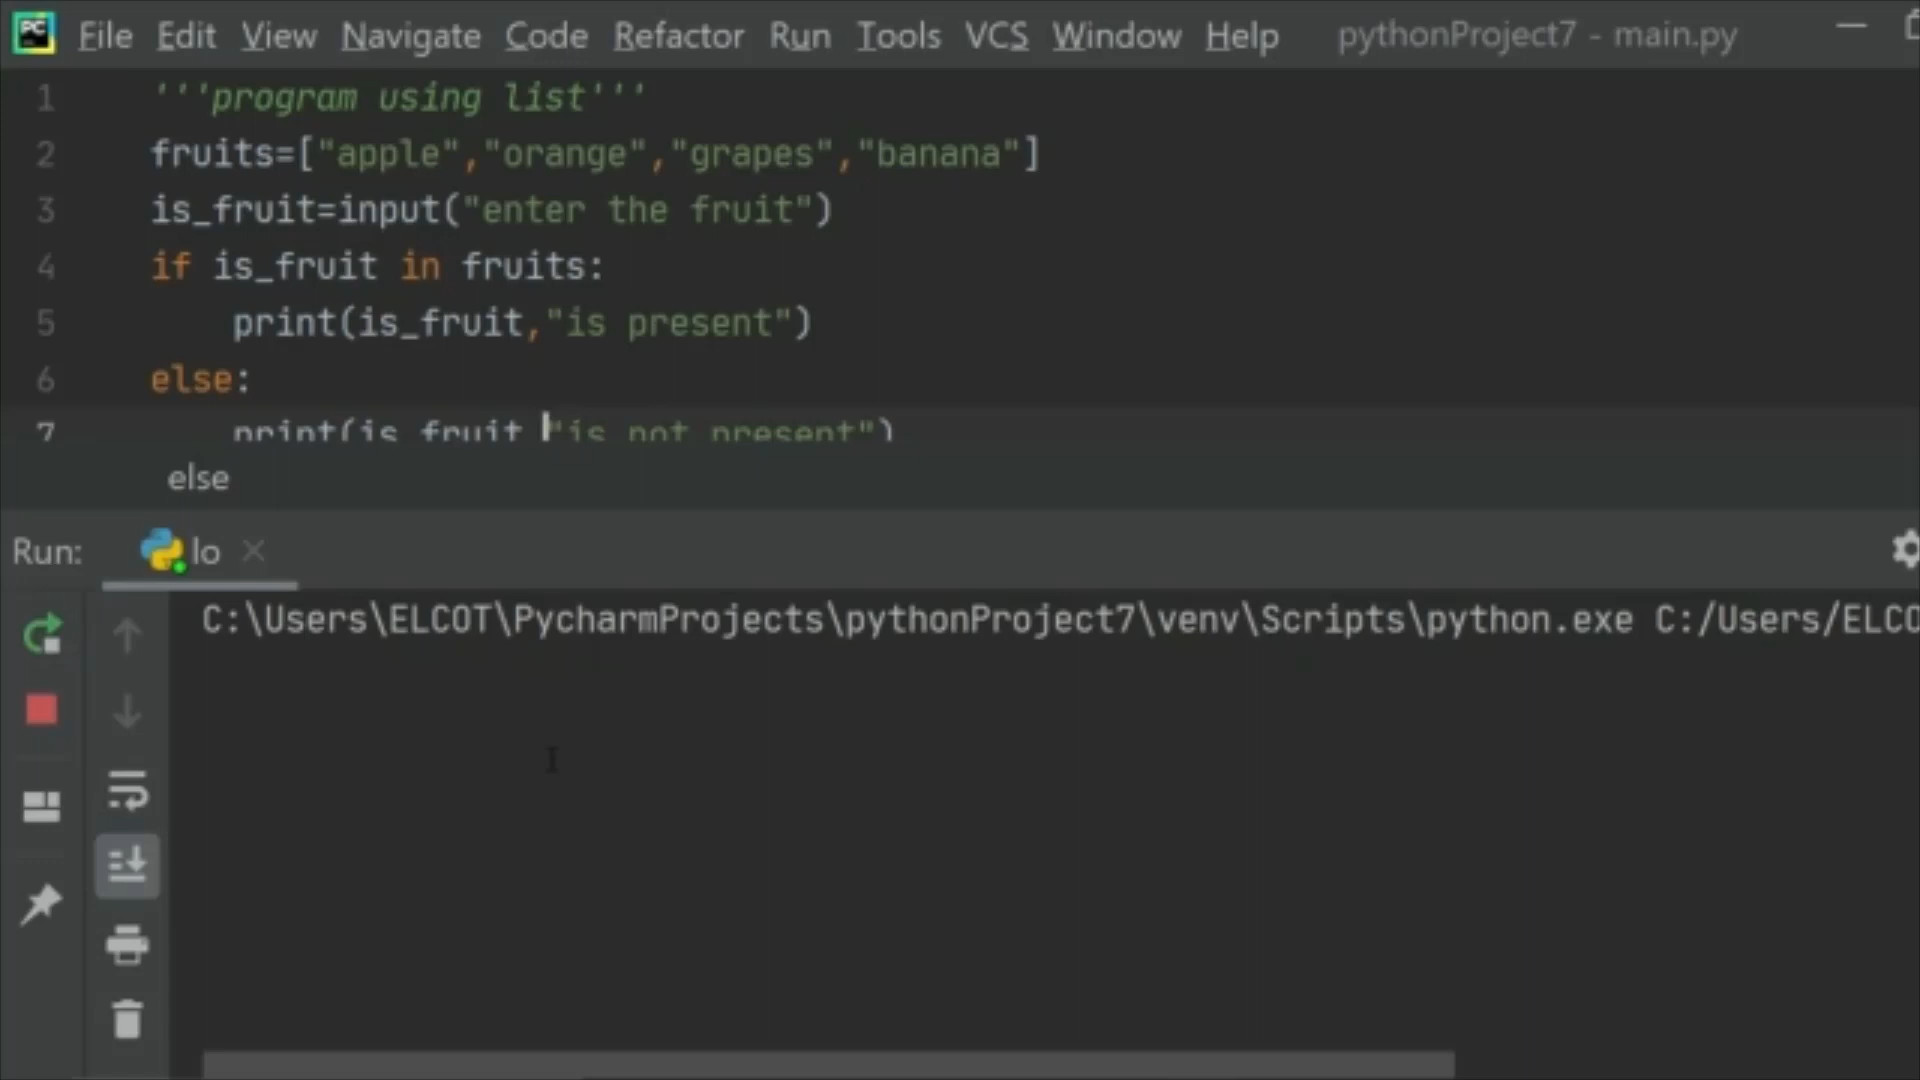 PC File Edit View Navigate Code Refactor Run Tools VCS Window Help pythonProject7 - main.py
1 '''program using list'''
2 fruits=["apple","orange","grapes","banana"]
3 is_fruit=input("enter the fruit")
4 if is_fruit in fruits:
5 print(is_fruit,"is present")
6 else:
7 print(is_fruit "is not present")
else
Run: lo
C:\Users\ELCOT\PycharmProjects\pythonProject7\venv\Scripts\python.exe C:/Users/ELCO